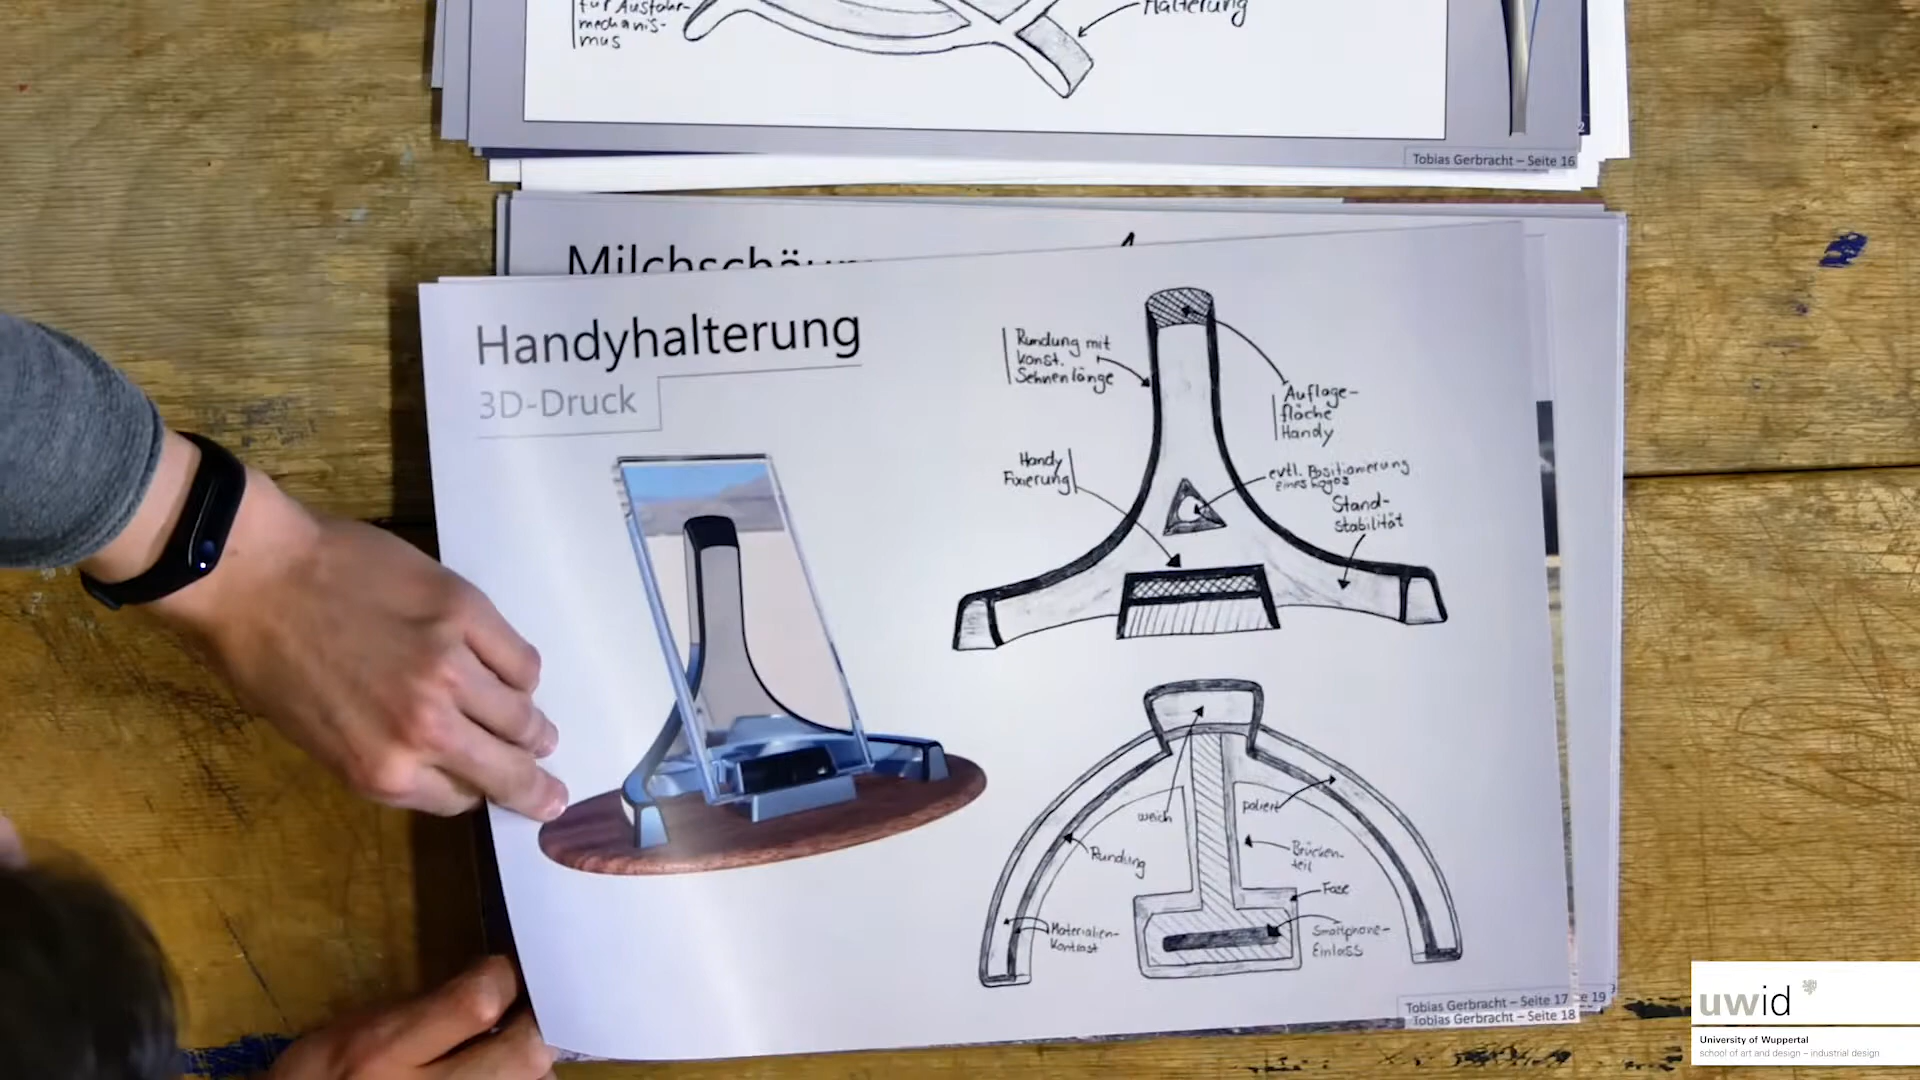 für Ausfahr-
mechanis-
mus
Halterung
Tobias Gerbracht – Seite 16
Handyhalterung
3D-Druck
Rundung mit
konst.
Sehnenlänge
Auflage-
fläche
Handy
Handy
Fixierung
evtl. Positionierung
eines Logos
Stand-
stabilität
weich
poliert
Rundung
Brücken-
teil
Fase
Materialien-
kontrast
Smartphone-
Einlass
Tobias Gerbracht – Seite 17
e 19
Tobias Gerbracht – Seite 18
uwid
University of Wuppertal
school of art and design – industrial design